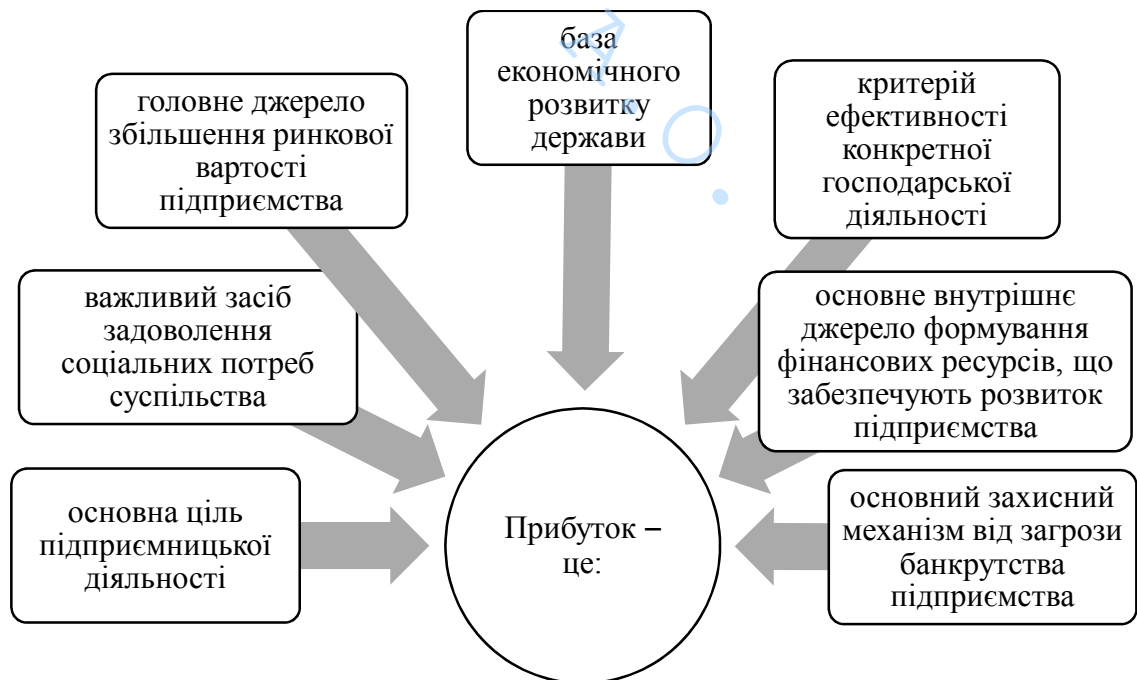 база
економічного
розвитку
держави
головне джерело
збільшення ринкової
вартості
підприємства
критерій
ефективності
конкретної
господарської
діяльності
важливий засіб
задоволення
соціальних потреб
суспільства
основне внутрішнє
джерело формування
фінансових ресурсів, що
забезпечують розвиток
підприємства
основна ціль
підприємницької
діяльності
Прибуток –
це:
основний захисний
механізм від загрози
банкрутства
підприємства